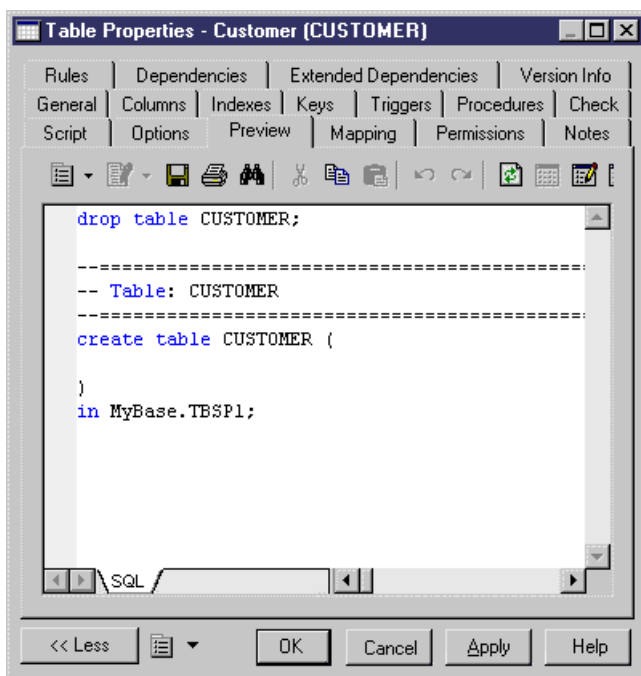 Table Properties - Customer (CUSTOMER)
Rules Dependencies Extended Dependencies Version Info
General Columns Indexes Keys Triggers Procedures Check
Script Options Preview Mapping Permissions Notes
drop table CUSTOMER;
--======================================================
-- Table: CUSTOMER
--======================================================
create table CUSTOMER (
)
in MyBase.TBSP1;
SQL
<< Less OK Cancel Apply Help